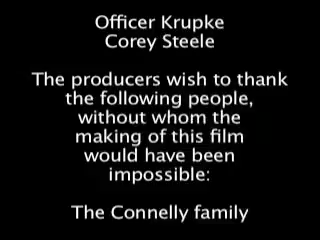 Officer Krupke
Corey Steele
The producers wish to thank
the following people,
without whom the
making of this film
would have been
impossible:
The Connelly family